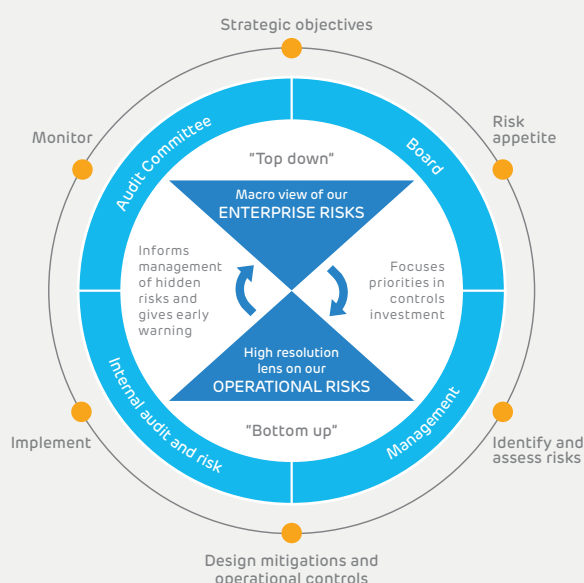 Strategic objectives
Monitor
Risk
appetite
Audit Committee
Board
"Top down"
Macro view of our
ENTERPRISE RISKS
Informs
management
of hidden
risks and
gives early
warning
Focuses
priorities in
controls
investment
High resolution
lens on our
OPERATIONAL RISKS
"Bottom up"
Internal audit and risk
Management
Implement
Identify and
assess risks
Design mitigations and
operational controls